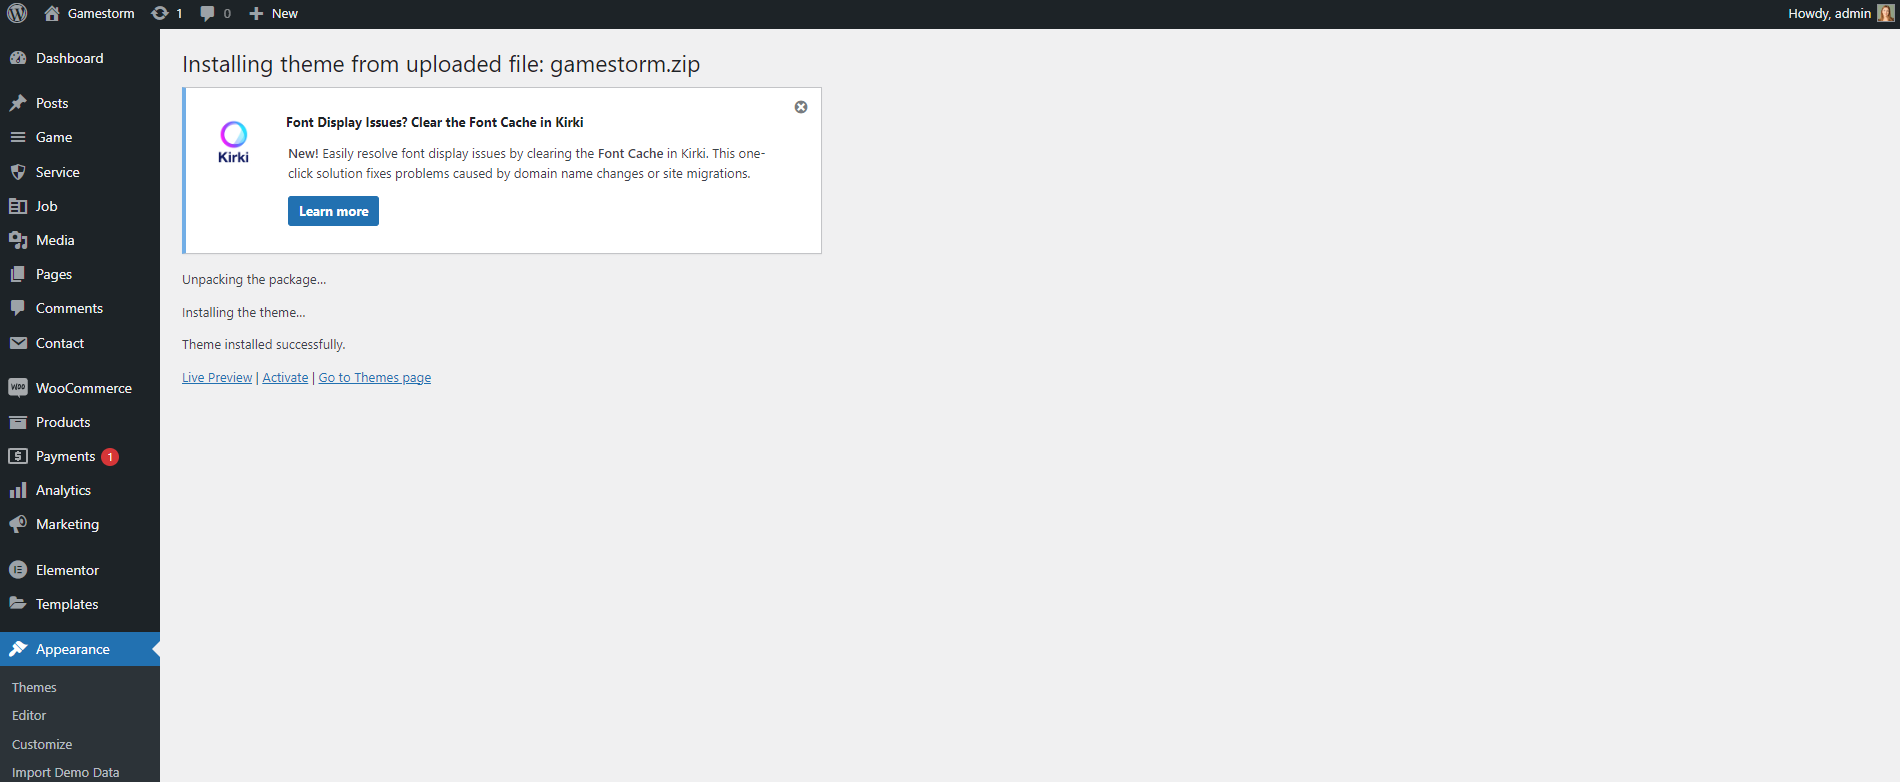 Gamestorm 1 0 New Howdy, admin
Dashboard
Posts
Game
Service
Job
Media
Pages
Comments
Contact
WOO WooCommerce
Products
Payments 1
Analytics
Marketing
Elementor
Templates
Appearance
Themes
Editor
Customize
Import Demo Data
Installing theme from uploaded file: gamestorm.zip
Kirki
Font Display Issues? Clear the Font Cache in Kirki
New! Easily resolve font display issues by clearing the Font Cache in Kirki. This one-
click solution fixes problems caused by domain name changes or site migrations.
Learn more
Unpacking the package...
Installing the theme...
Theme installed successfully.
Live Preview | Activate | Go to Themes page